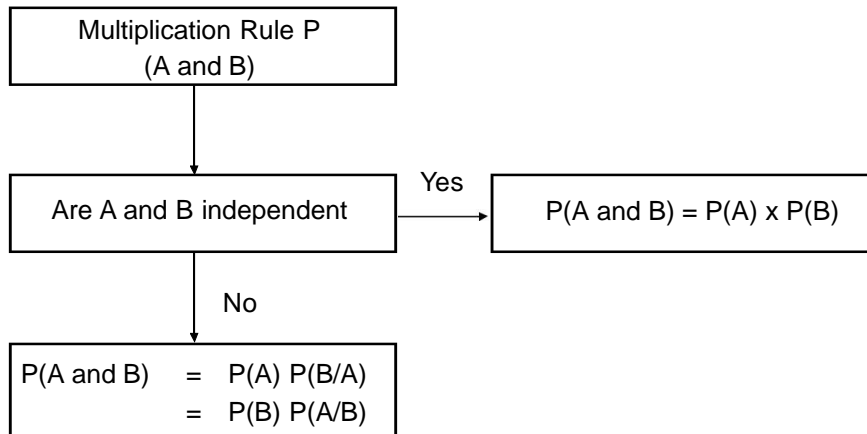 Multiplication Rule P
(A and B)
Are A and B independent
Yes
P(A and B) = P(A) x P(B)
No
P(A and B) = P(A) P(B/A)
= P(B) P(A/B)